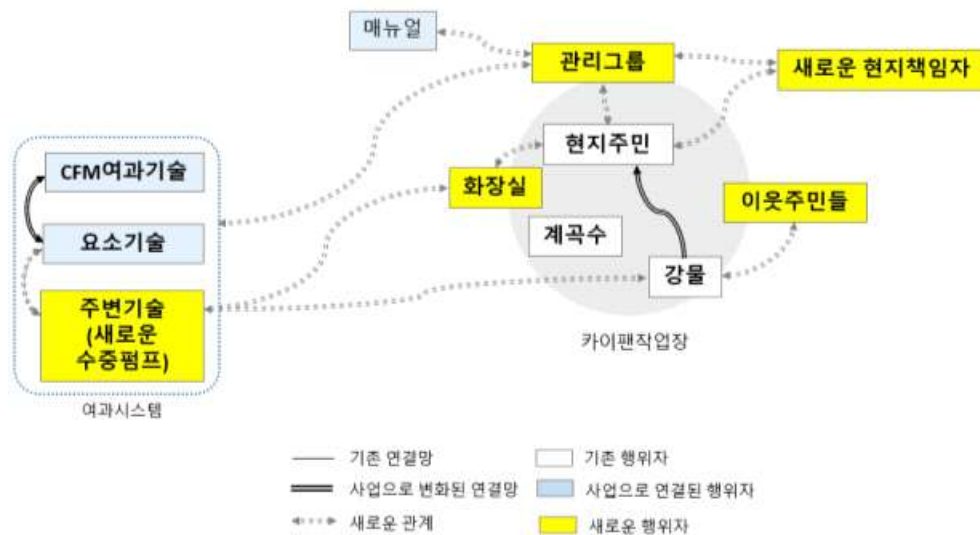 매뉴얼
관리그룹
새로운 현지책임자
현지주민
CFM여과기술
화장실
이웃주민들
계곡수
요소기술
강물
주변기술
(새로운
수중펌프)
카이팬작업장
여과시스템
기존 연결망
기존 행위자
사업으로 변화된 연결망
사업으로 연결된 행위자
새로운 관계
새로운 행위자